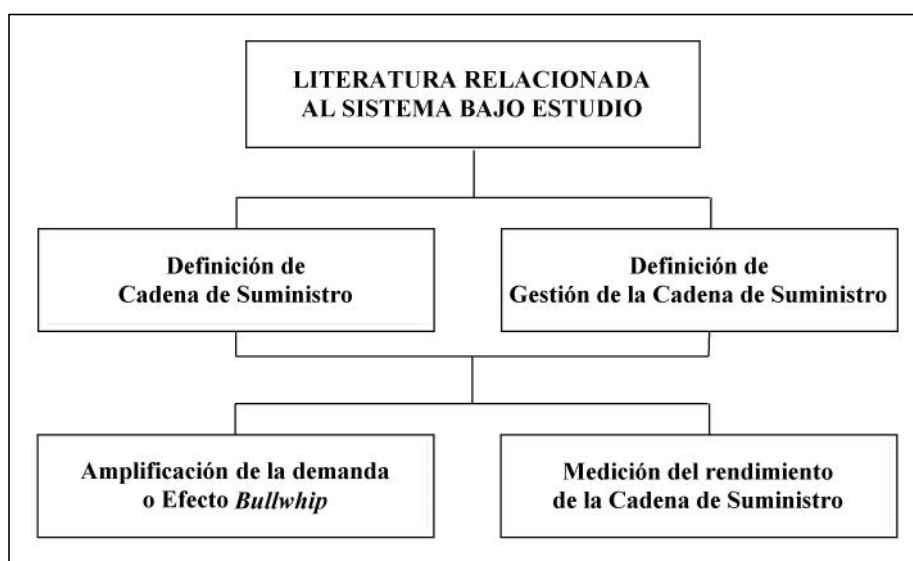 LITERATURA RELACIONADA
AL SISTEMA BAJO ESTUDIO
Definición de
Cadena de Suministro
Definición de
Gestión de la Cadena de Suministro
Amplificación de la demanda
o Efecto Bullwhip
Medición del rendimiento
de la Cadena de Suministro